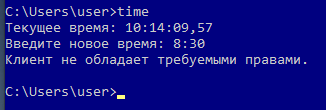 C:\Users\user>time
Текущее время: 10:14:09,57
Введите новое время: 8:30
Клиент не обладает требуемыми правами.
C:\Users\user>